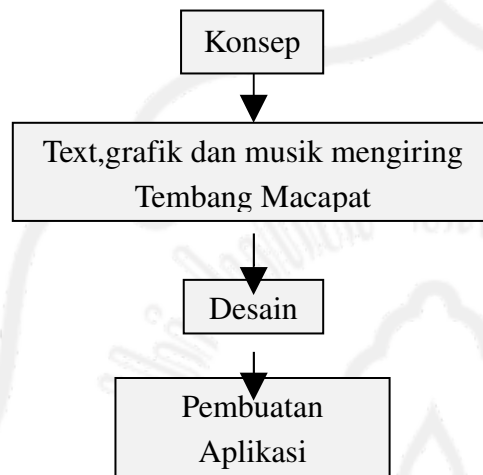 Konsep
Text,grafik dan musik mengiring
Tembang Macapat
Desain
Pembuatan
Aplikasi